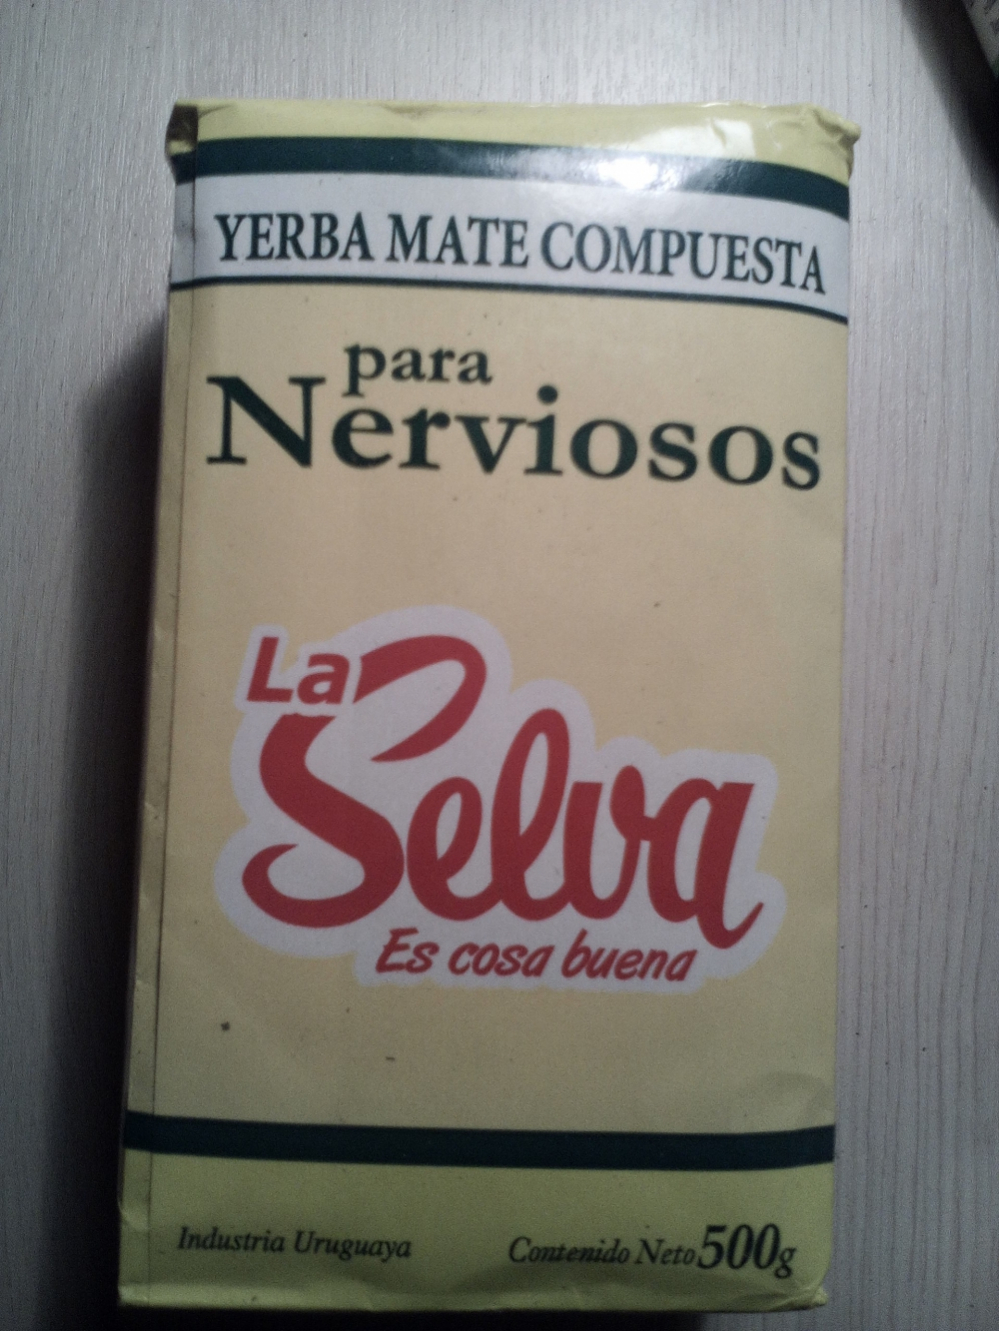 YERBA MATE COMPUESTA
para
Nerviosos
La
Selva
Es cosa buena
Industria Uruguaya
Contenido Neto 500g